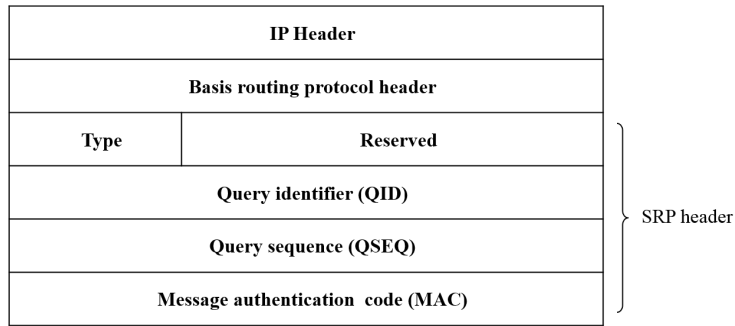 IP Header
Basis routing protocol header
Type Reserved
Query identifier (QID)
SRP header
Query sequence (QSEQ)
Message authentication code (MAC)